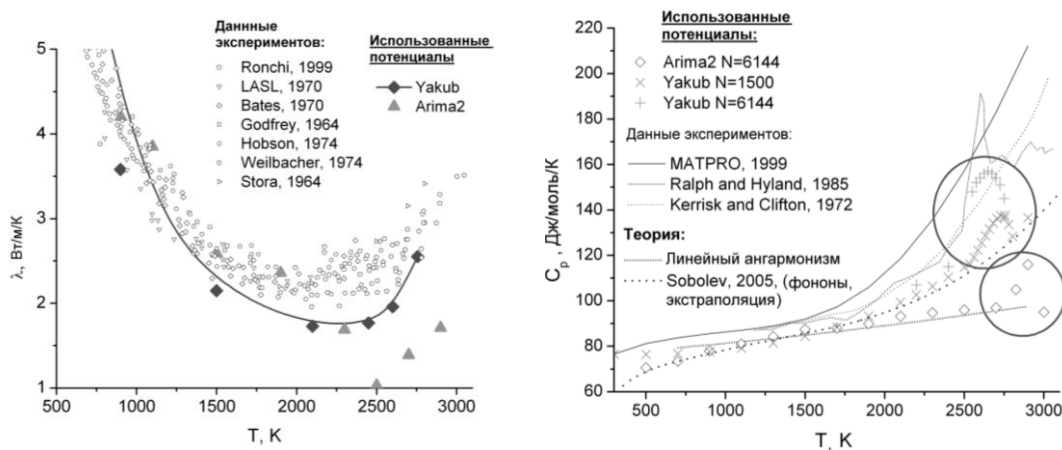 Даннные
экспериментов:
Ronchi, 1999
LASL, 1970
Bates, 1970
Godfrey, 1964
Hobson, 1974
Weilbacher, 1974
Stora, 1964
Использованные
потенциалы
Yakub
Arima2
λ, Вт/м/К
5
4
3
2
1
500
1000
1500
2000
2500
3000
T, K
Использованные
потенциалы:
Arima2 N=6144
Yakub N=1500
Yakub N=6144
Данные экспериментов:
MATPRO, 1999
Ralph and Hyland, 1985
Kerrisk and Clifton, 1972
Теория:
Линейный ангармонизм
Sobolev, 2005, (фононы,
экстраполяция)
Cp, Дж/моль/К
220
200
180
160
140
120
100
80
60
500
1000
1500
2000
2500
3000
T, K